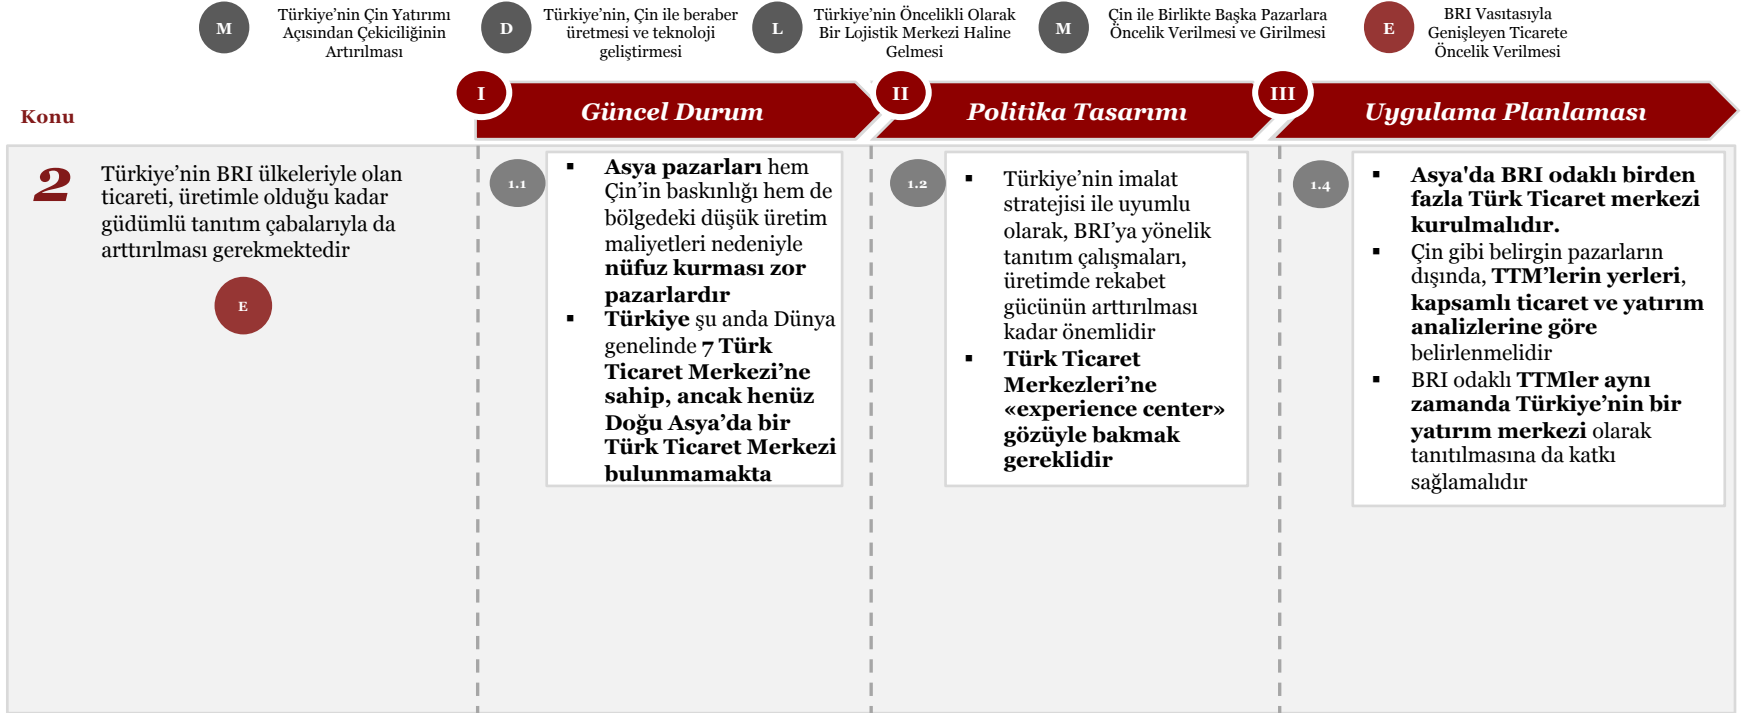 M
Türkiye’nin Çin Yatırımı
Açısından Çekiciliğinin
Artırılması
D
Türkiye’nin, Çin ile beraber
üretmesi ve teknoloji
geliştirmesi
L
Türkiye’nin Öncelikli Olarak
Bir Lojistik Merkezi Haline
Gelmesi
M
Çin ile Birlikte Başka Pazarlara
Öncelik Verilmesi ve Girilmesi
E
BRI Vasıtasıyla
Genişleyen Ticarete
Öncelik Verilmesi
Konu
I
Güncel Durum
II
Politika Tasarımı
III
Uygulama Planlaması
2
Türkiye’nin BRI ülkeleriyle olan
ticareti, üretimle olduğu kadar
güdümlü tanıtım çabalarıyla da
arttırılması gerekmektedir
E
1.1
▪ Asya pazarları hem
Çin’in baskınlığı hem de
bölgedeki düşük üretim
maliyetleri nedeniyle
nüfuz kurması zor
pazarlardır
▪ Türkiye şu anda Dünya
genelinde 7 Türk
Ticaret Merkezi’ne
sahip, ancak henüz
Doğu Asya’da bir
Türk Ticaret Merkezi
bulunmamakta
1.2
▪ Türkiye’nin imalat
stratejisi ile uyumlu
olarak, BRI’ya yönelik
tanıtım çalışmaları,
üretimde rekabet
gücünün arttırılması
kadar önemlidir
▪ Türk Ticaret
Merkezleri’ne
«experience center»
gözüyle bakmak
gereklidir
1.4
▪ Asya'da BRI odaklı birden
fazla Türk Ticaret merkezi
kurulmalıdır.
▪ Çin gibi belirgin pazarların
dışında, TTM’lerin yerleri,
kapsamlı ticaret ve yatırım
analizlerine göre
belirlenmelidir
▪ BRI odaklı TTMler aynı
zamanda Türkiye’nin bir
yatırım merkezi olarak
tanıtılmasına da katkı
sağlamalıdır